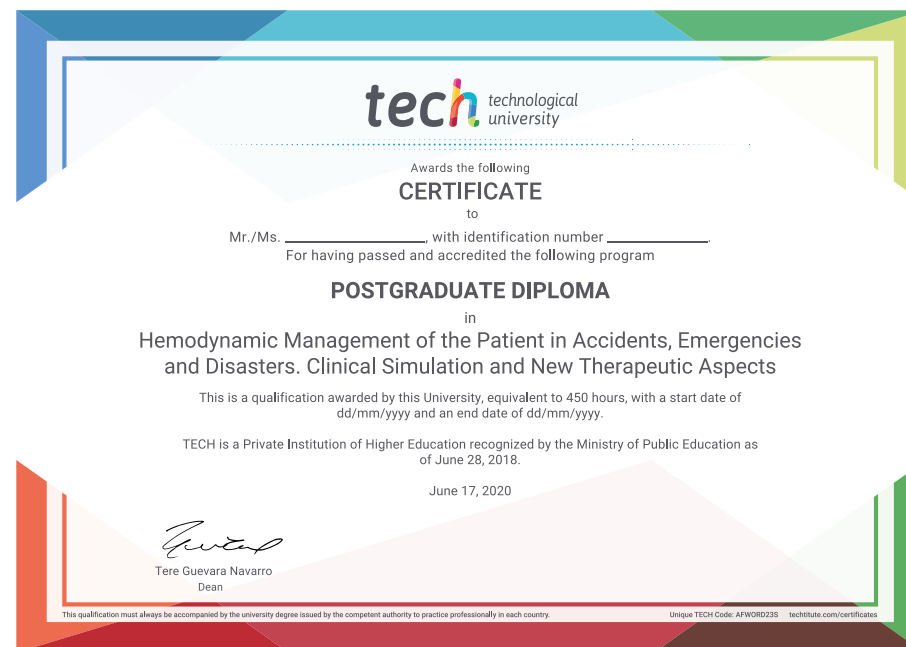 tech technological
university
Awards the following
CERTIFICATE
to
Mr./Ms. ____________________, with identification number ______________.
For having passed and accredited the following program
POSTGRADUATE DIPLOMA
in
Hemodynamic Management of the Patient in Accidents, Emergencies
and Disasters. Clinical Simulation and New Therapeutic Aspects
This is a qualification awarded by this University, equivalent to 450 hours, with a start date of
dd/mm/yyyy and an end date of dd/mm/yyyy.
TECH is a Private Institution of Higher Education recognized by the Ministry of Public Education as
of June 28, 2018.
June 17, 2020
Tere Guevara Navarro
Dean
This qualification must always be accompanied by the university degree issued by the competent authority to practice professionally in each country. Unique TECH Code: AFWORD23S techtitute.com/certificates